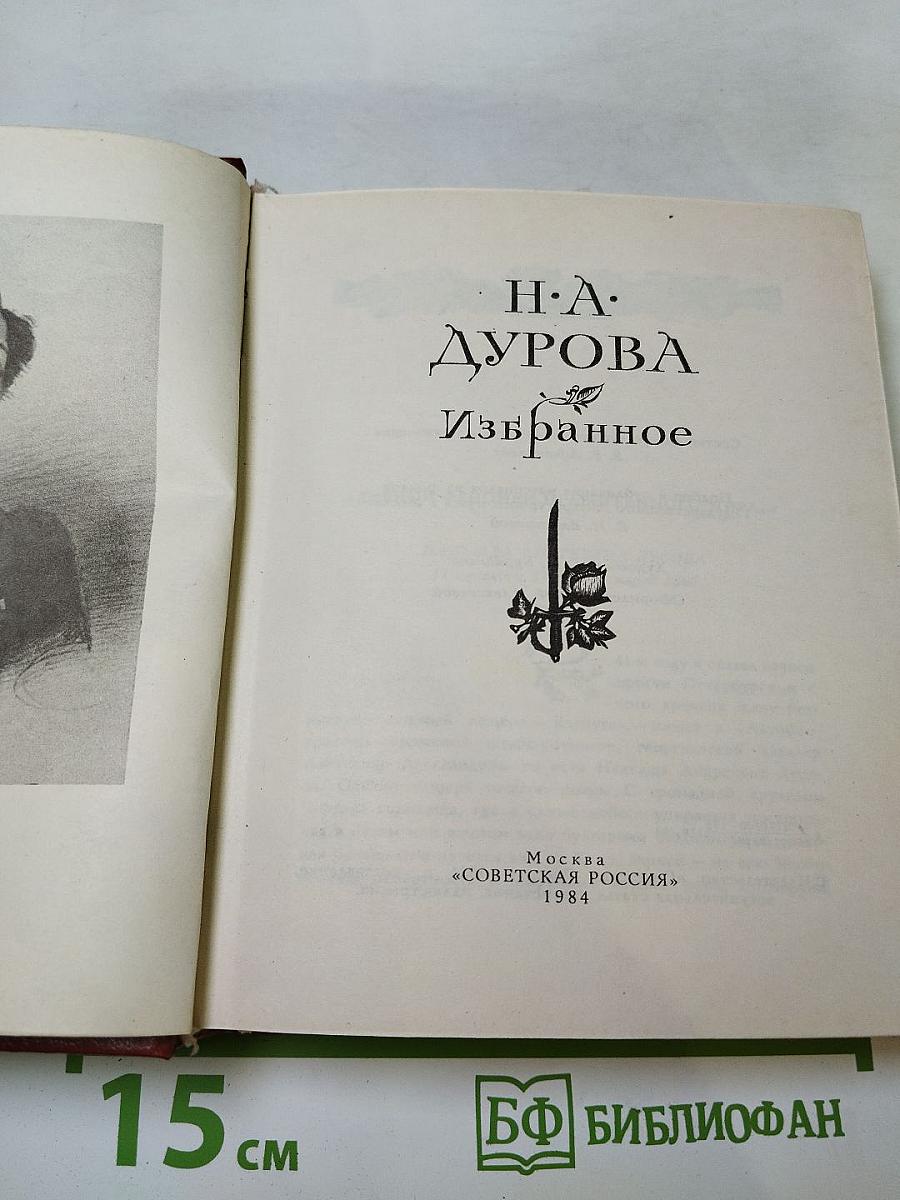 Н·А·
ДУРОВА
Избранное
Москва
«СОВЕТСКАЯ РОССИЯ»
1984
15 см
БФ БИБЛИОФАН